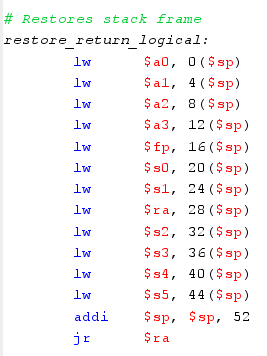 # Restores stack frame
restore_return_logical:
lw $a0, 0($sp)
lw $a1, 4($sp)
lw $a2, 8($sp)
lw $a3, 12($sp)
lw $fp, 16($sp)
lw $s0, 20($sp)
lw $s1, 24($sp)
lw $ra, 28($sp)
lw $s2, 32($sp)
lw $s3, 36($sp)
lw $s4, 40($sp)
lw $s5, 44($sp)
addi $sp, $sp, 52
jr $ra